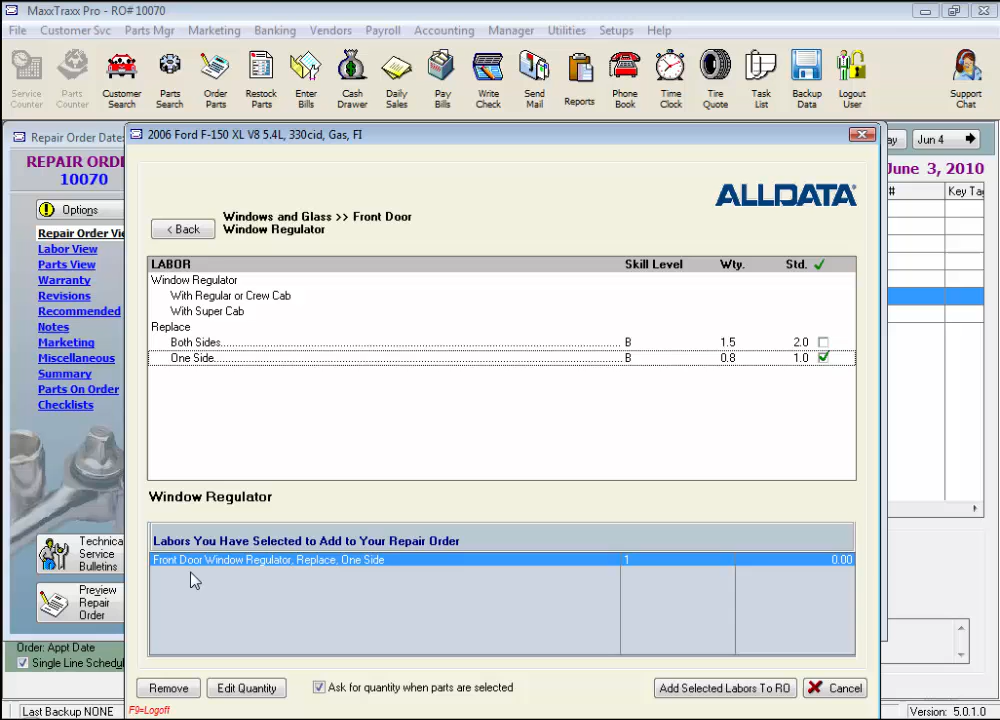 MaxxTraxx Pro - RO# 10070
File Customer Svc Parts Mgr Marketing Banking Vendors Payroll Accounting Manager Utilities Setups Help
Service Counter
Parts Counter
Customer Search
Parts Search
Order Parts
Restock Parts
Enter Bills
Cash Drawer
Daily Sales
Pay Bills
Write Check
Send Mail
Reports
Phone Book
Time Clock
Tire Quote
Task List
Backup Data
Logout User
Support Chat
Repair Order Date:
2006 Ford F-150 XL V8 5.4L, 330cid, Gas, FI
ay Jun 4
REPAIR ORDE
10070
June 3, 2010
# Key Tag
Options
Repair Order Vie
Labor View
Parts View
Warranty
Revisions
Recommended
Notes
Marketing
Miscellaneous
Summary
Parts On Order
Checklists
Technica
Service
Bulletins
Preview
Repair
Order
Order: Appt Date
Single Line Schedul
ALLDATA
< Back
Windows and Glass >> Front Door
Window Regulator
LABOR Skill Level Wty. Std.
Window Regulator
With Regular or Crew Cab
With Super Cab
Replace
Both Sides B 1.5 2.0
One Side B 0.8 1.0
Window Regulator
Labors You Have Selected to Add to Your Repair Order
Front Door Window Regulator, Replace, One Side 1 0.00
Remove Edit Quantity Ask for quantity when parts are selected Add Selected Labors To RO Cancel
F9=Logoff
Last Backup NONE
Version: 5.0.1.0